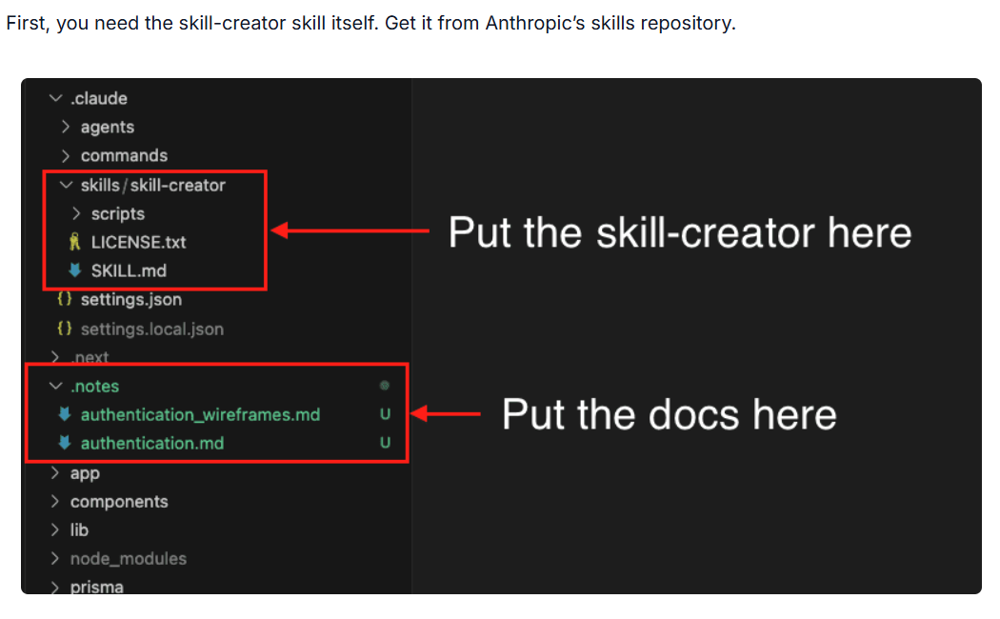 First, you need the skill-creator skill itself. Get it from Anthropic’s skills repository.
.claude
agents
commands
skills/skill-creator
scripts
LICENSE.txt
SKILL.md
Put the skill-creator here
{} settings.json
{} settings.local.json
.next
.notes
authentication_wireframes.md U
authentication.md U
Put the docs here
app
components
lib
node_modules
prisma